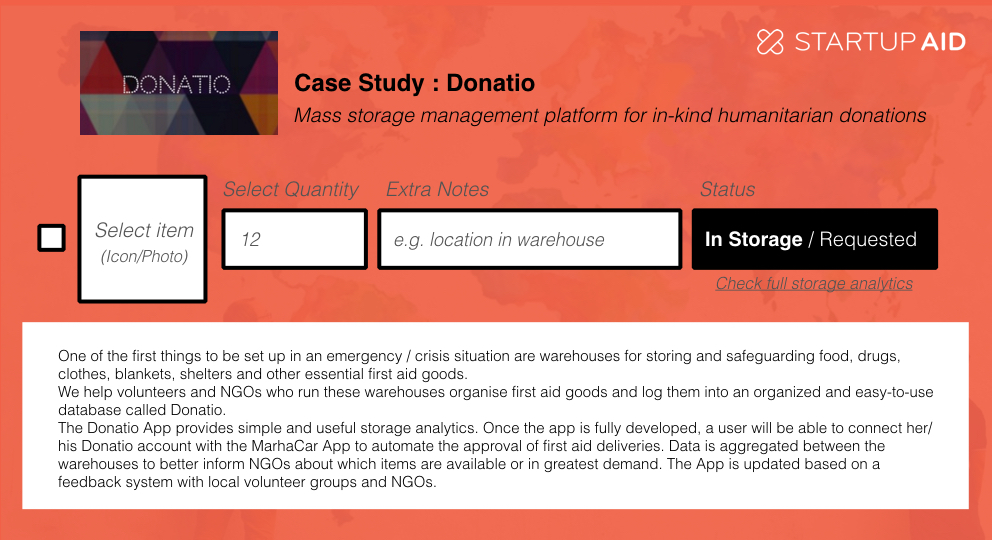 STARTUP AID
DONATIO
Case Study : Donatio
Mass storage management platform for in-kind humanitarian donations
Select Quantity
Extra Notes
Status
Select item
(Icon/Photo)
12
e.g. location in warehouse
In Storage / Requested
Check full storage analytics
One of the first things to be set up in an emergency / crisis situation are warehouses for storing and safeguarding food, drugs,
clothes, blankets, shelters and other essential first aid goods.
We help volunteers and NGOs who run these warehouses organise first aid goods and log them into an organized and easy-to-use
database called Donatio.
The Donatio App provides simple and useful storage analytics. Once the app is fully developed, a user will be able to connect her/
his Donatio account with the MarhaCar App to automate the approval of first aid deliveries. Data is aggregated between the
warehouses to better inform NGOs about which items are available or in greatest demand. The App is updated based on a
feedback system with local volunteer groups and NGOs.